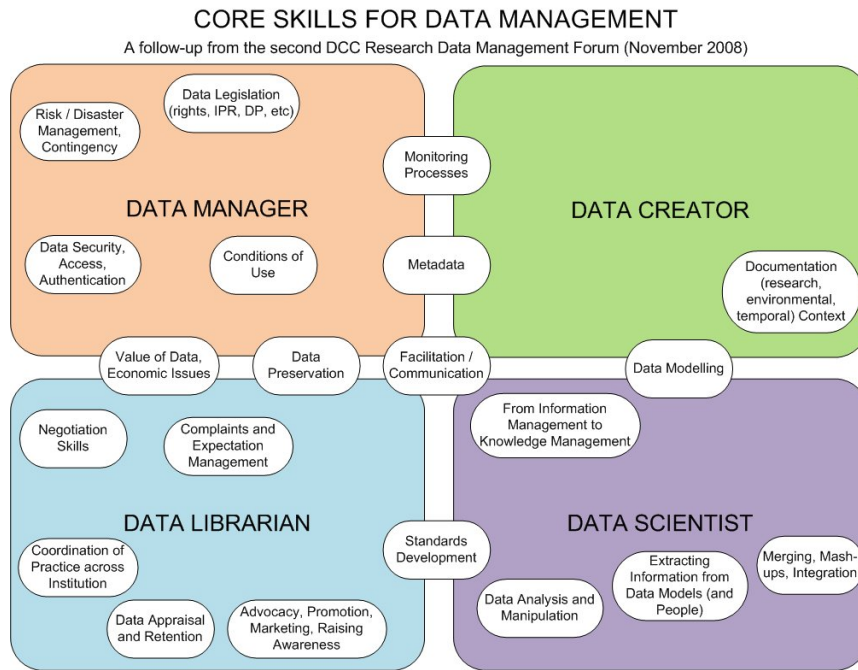 CORE SKILLS FOR DATA MANAGEMENT
A follow-up from the second DCC Research Data Management Forum (November 2008)
Data Legislation
(rights, IPR, DP, etc)
Risk / Disaster
Management,
Contingency
Monitoring
Processes
DATA MANAGER
DATA CREATOR
Data Security,
Access,
Authentication
Conditions of
Use
Metadata
Documentation
(research,
environmental,
temporal) Context
Value of Data,
Economic Issues
Data
Preservation
Facilitation /
Communication
Data Modelling
Negotiation
Skills
Complaints and
Expectation
Management
From Information
Management to
Knowledge Management
DATA LIBRARIAN
DATA SCIENTIST
Coordination of
Practice across
Institution
Standards
Development
Data Appraisal
and Retention
Advocacy, Promotion,
Marketing, Raising
Awareness
Data Analysis and
Manipulation
Extracting
Information from
Data Models (and
People)
Merging, Mash-
ups, Integration